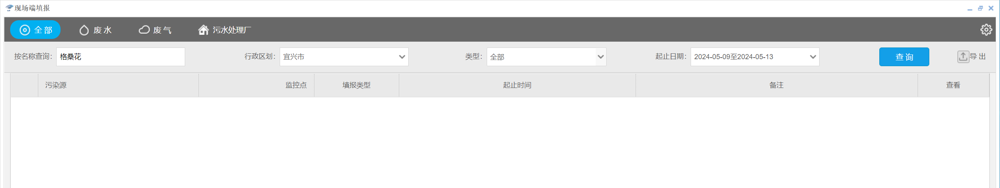 现场端填报
全部 废水 废气 污水处理厂
按名称查询： 格桑花 行政区划： 宜兴市 类型： 全部 起止日期： 2024-05-09至2024-05-13 查询 导出
污染源 监控点 填报类型 起止时间 备注 查看